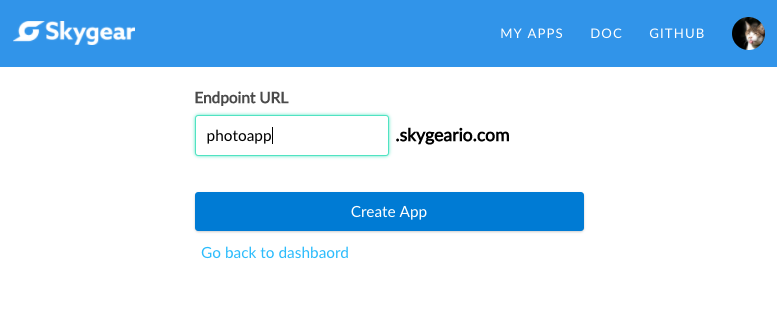 Skygear MY APPS DOC GITHUB
Endpoint URL
photoapp .skygeario.com
Create App
Go back to dashbaord